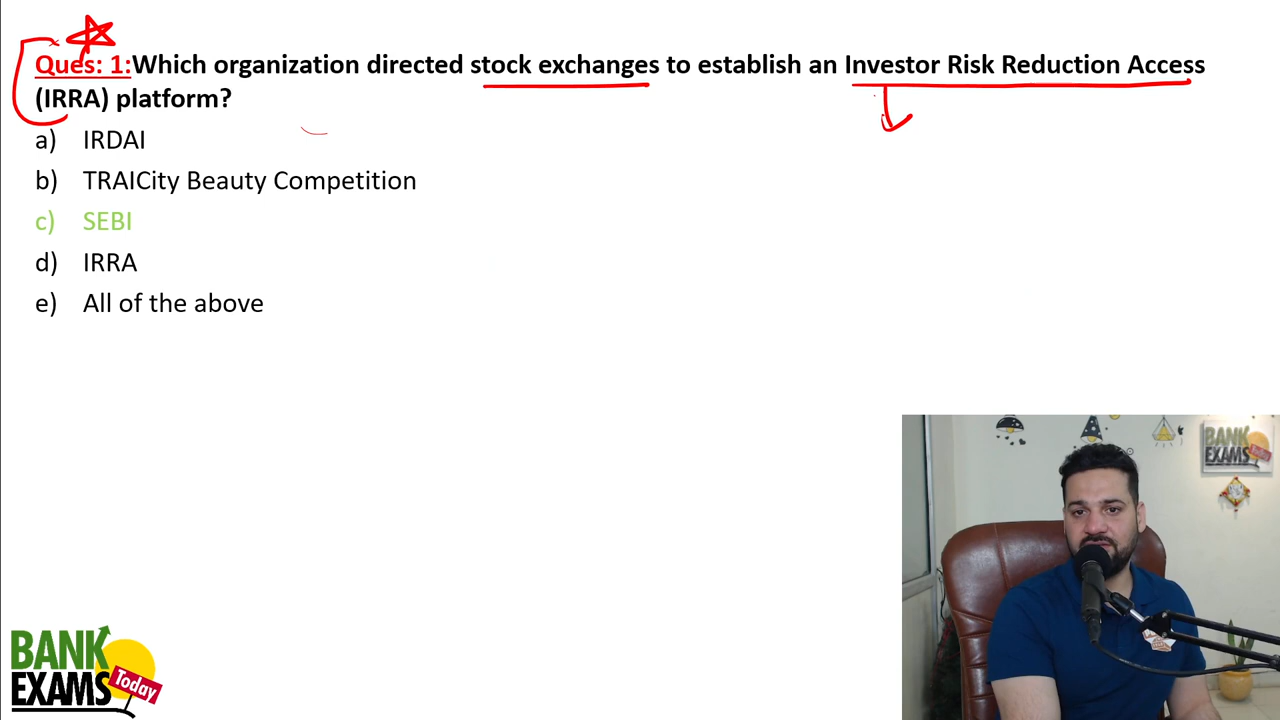 Ques: 1:Which organization directed stock exchanges to establish an Investor Risk Reduction Access
(IRRA) platform?
a) IRDAI
b) TRAICity Beauty Competition
c) SEBI
d) IRRA
e) All of the above
BANK
EXAMS
Today
BANK
EXAMS
Today